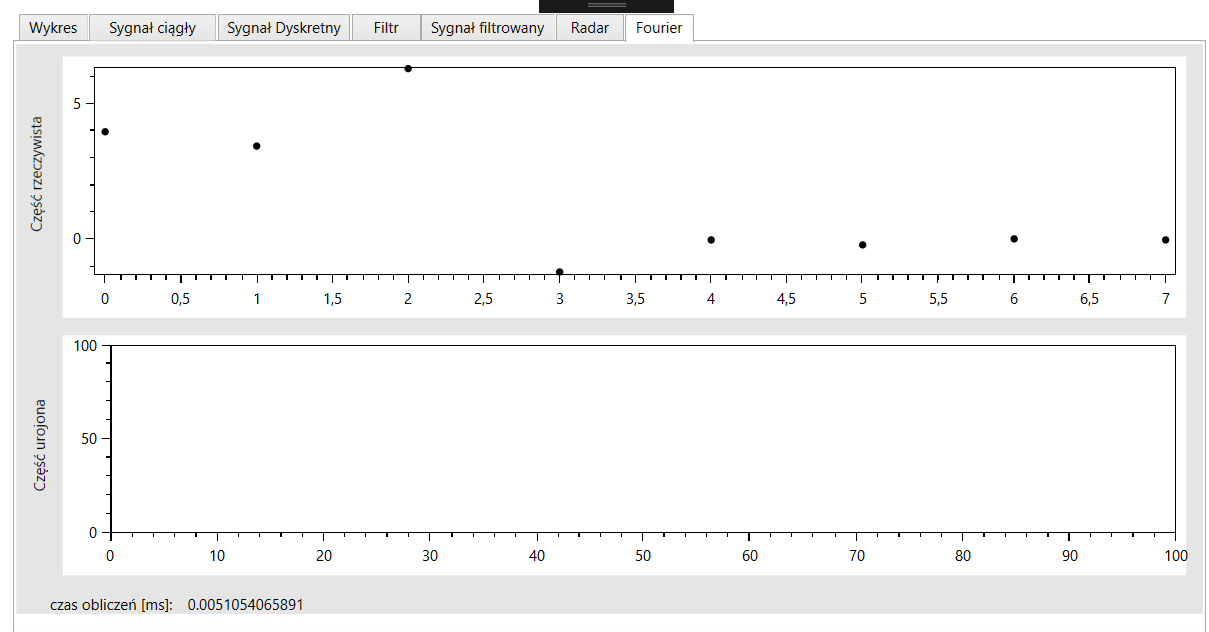 Wykres Sygnał ciągły Sygnał Dyskretny Filtr Sygnał filtrowany Radar Fourier
Część rzeczywista
5
0
0 0,5 1 1,5 2 2,5 3 3,5 4 4,5 5 5,5 6 6,5 7
Część urojona
100
50
0
0 10 20 30 40 50 60 70 80 90 100
czas obliczeń [ms]: 0.0051054065891